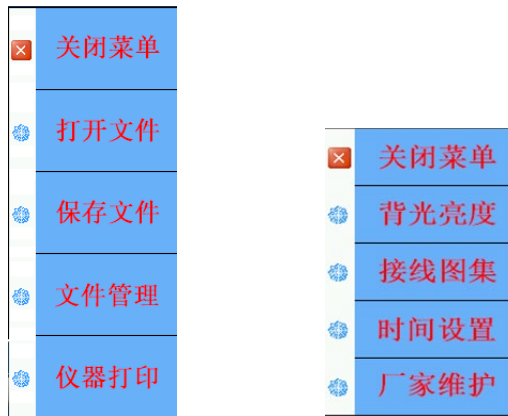 关闭菜单
打开文件
保存文件
文件管理
仪器打印
关闭菜单
背光亮度
接线图集
时间设置
厂家维护